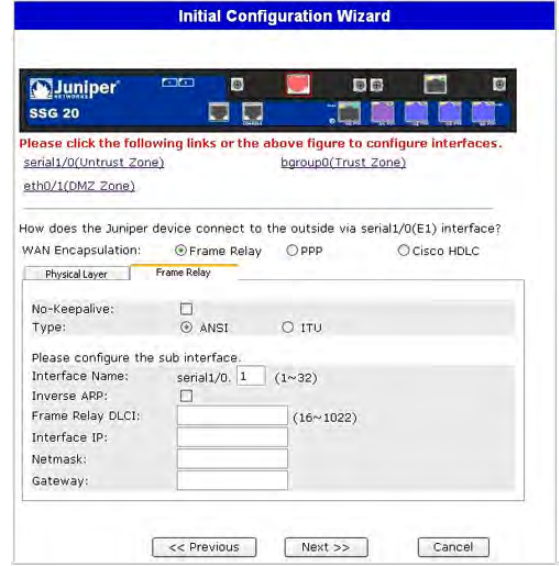 Initial Configuration Wizard
Juniper
NETWORKS
SSG 20
Please click the following links or the above figure to configure interfaces.
serial1/0(Untrust Zone) bgroup0(Trust Zone)
eth0/1(DMZ Zone)
How does the Juniper device connect to the outside via serial1/0(E1) interface?
WAN Encapsulation: Frame Relay PPP Cisco HDLC
Physical Layer Frame Relay
No-Keepalive:
Type: ANSI ITU
Please configure the sub interface.
Interface Name: serial1/0. 1 (1~32)
Inverse ARP:
Frame Relay DLCI: (16~1022)
Interface IP:
Netmask:
Gateway:
<< Previous Next >> Cancel